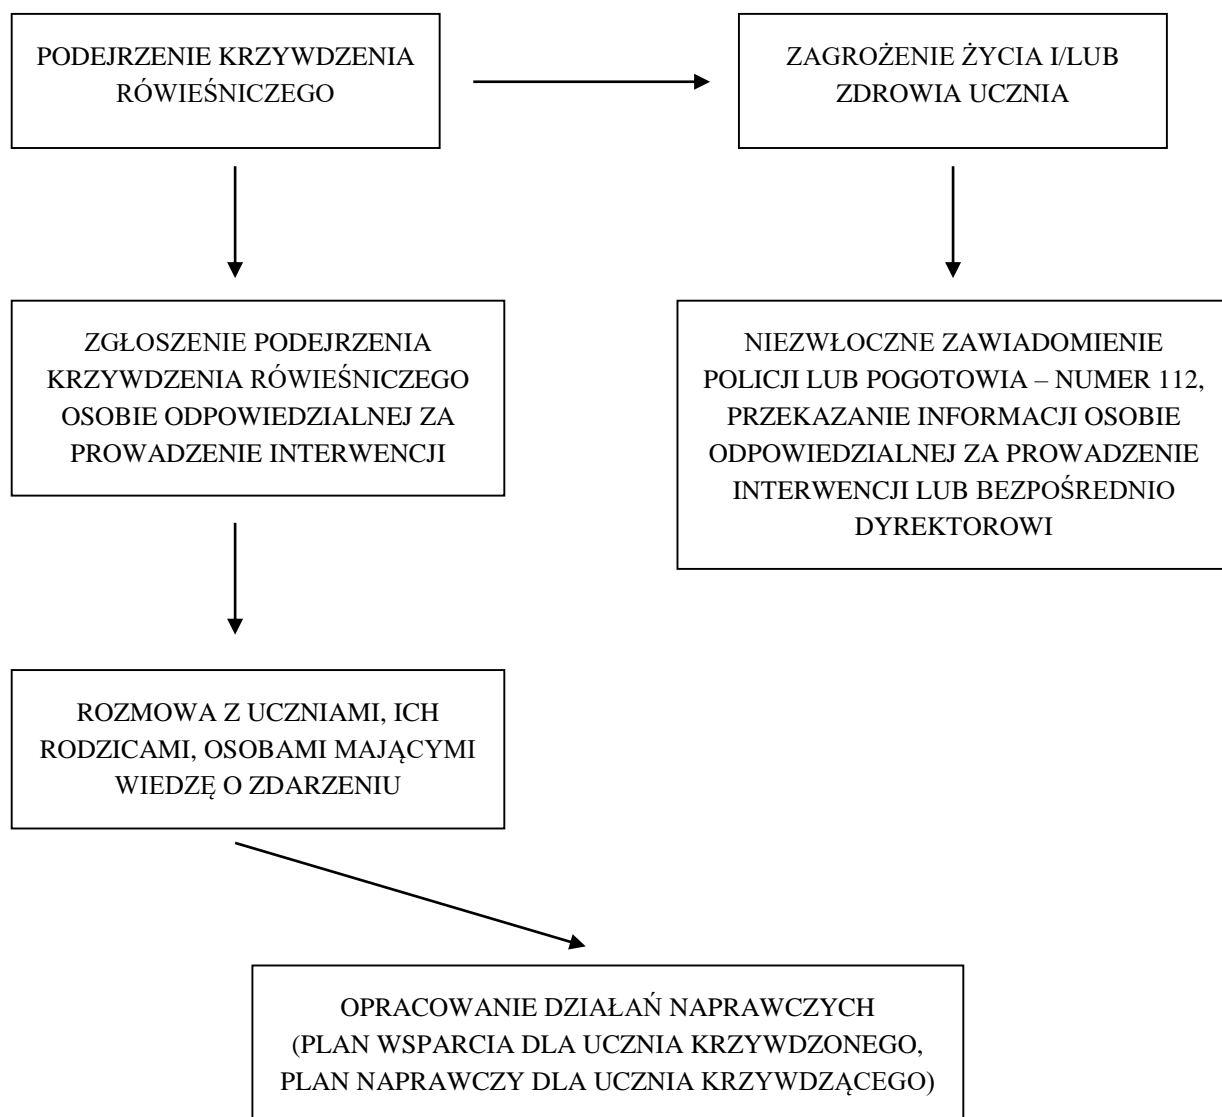 PODEJRZENIE KRZYWDZENIA
RÓWIEŚNICZEGO
ZAGROŻENIE ŻYCIA I/LUB
ZDROWIA UCZNIA
ZGŁOSZENIE PODEJRZENIA
KRZYWDZENIA RÓWIEŚNICZEGO
OSOBIE ODPOWIEDZIALNEJ ZA
PROWADZENIE INTERWENCJI
NIEZWŁOCZNE ZAWIADOMIENIE
POLICJI LUB POGOTOWIA – NUMER 112,
PRZEKAZANIE INFORMACJI OSOBIE
ODPOWIEDZIALNEJ ZA PROWADZENIE
INTERWENCJI LUB BEZPOŚREDNIO
DYREKTOROWI
ROZMOWA Z UCZNIAMI, ICH
RODZICAMI, OSOBAMI MAJĄCYMI
WIEDZĘ O ZDARZENIU
OPRACOWANIE DZIAŁAŃ NAPRAWCZYCH
(PLAN WSPARCIA DLA UCZNIA KRZYWDZONEGO,
PLAN NAPRAWCZY DLA UCZNIA KRZYWDZĄCEGO)